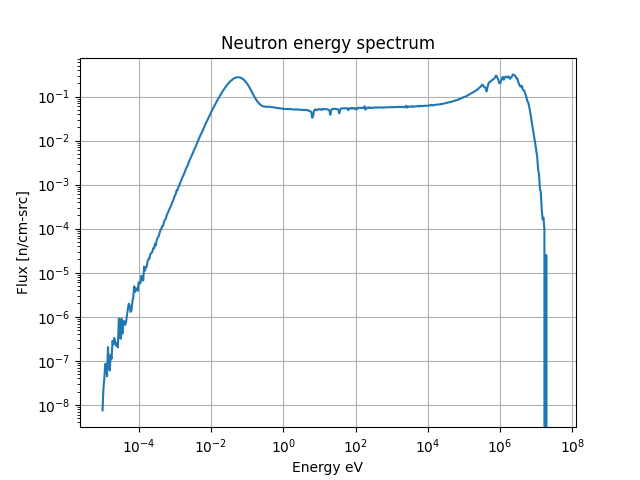 Neutron energy spectrum
Flux [n/cm-src]
10⁻¹
10⁻²
10⁻³
10⁻⁴
10⁻⁵
10⁻⁶
10⁻⁷
10⁻⁸
10⁻⁴ 10⁻² 10⁰ 10² 10⁴ 10⁶ 10⁸
Energy eV